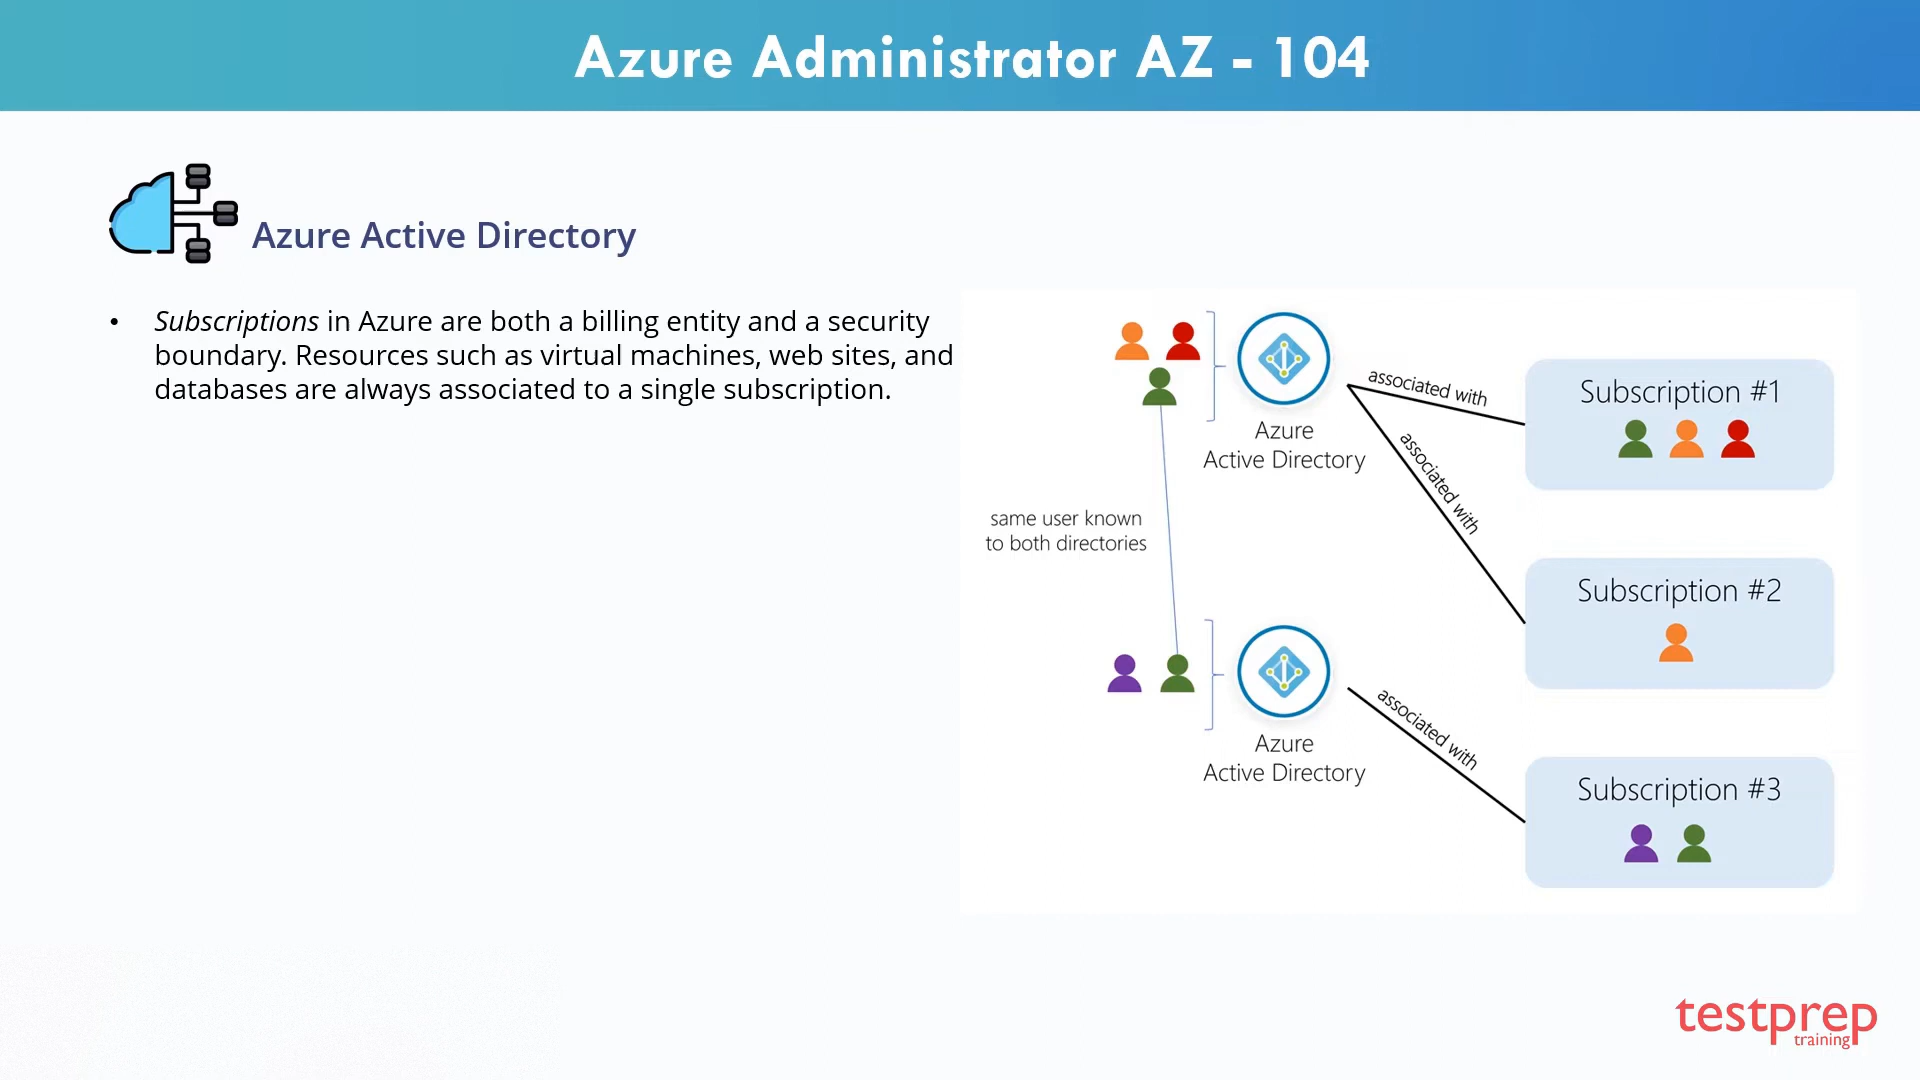 Azure Administrator AZ - 104
Azure Active Directory
• Subscriptions in Azure are both a billing entity and a security
boundary. Resources such as virtual machines, web sites, and
databases are always associated to a single subscription.
Azure
Active Directory
associated with
associated with
Subscription #1
same user known
to both directories
Subscription #2
Azure
Active Directory
associated with
Subscription #3
testprep
training